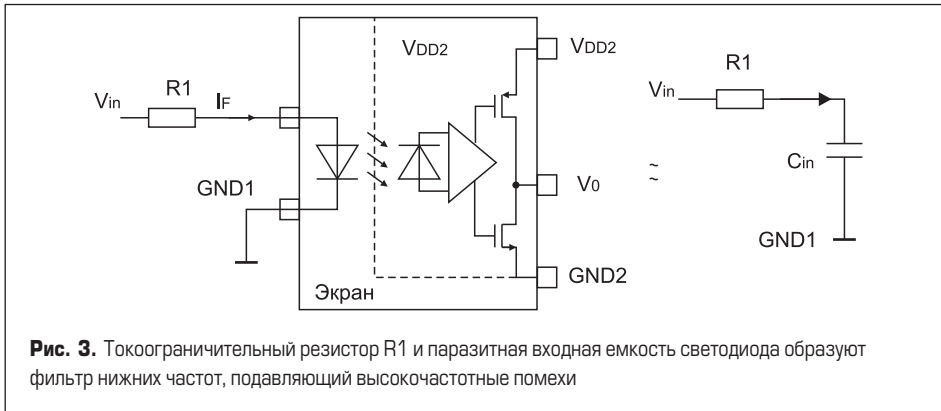 VDD2
VDD2
R1
Vin
IF
GND1
V0
GND2
Экран
R1
Vin
~
~
Cin
GND1
Рис. 3. Токоограничительный резистор R1 и паразитная входная емкость светодиода образуют
фильтр нижних частот, подавляющий высокочастотные помехи